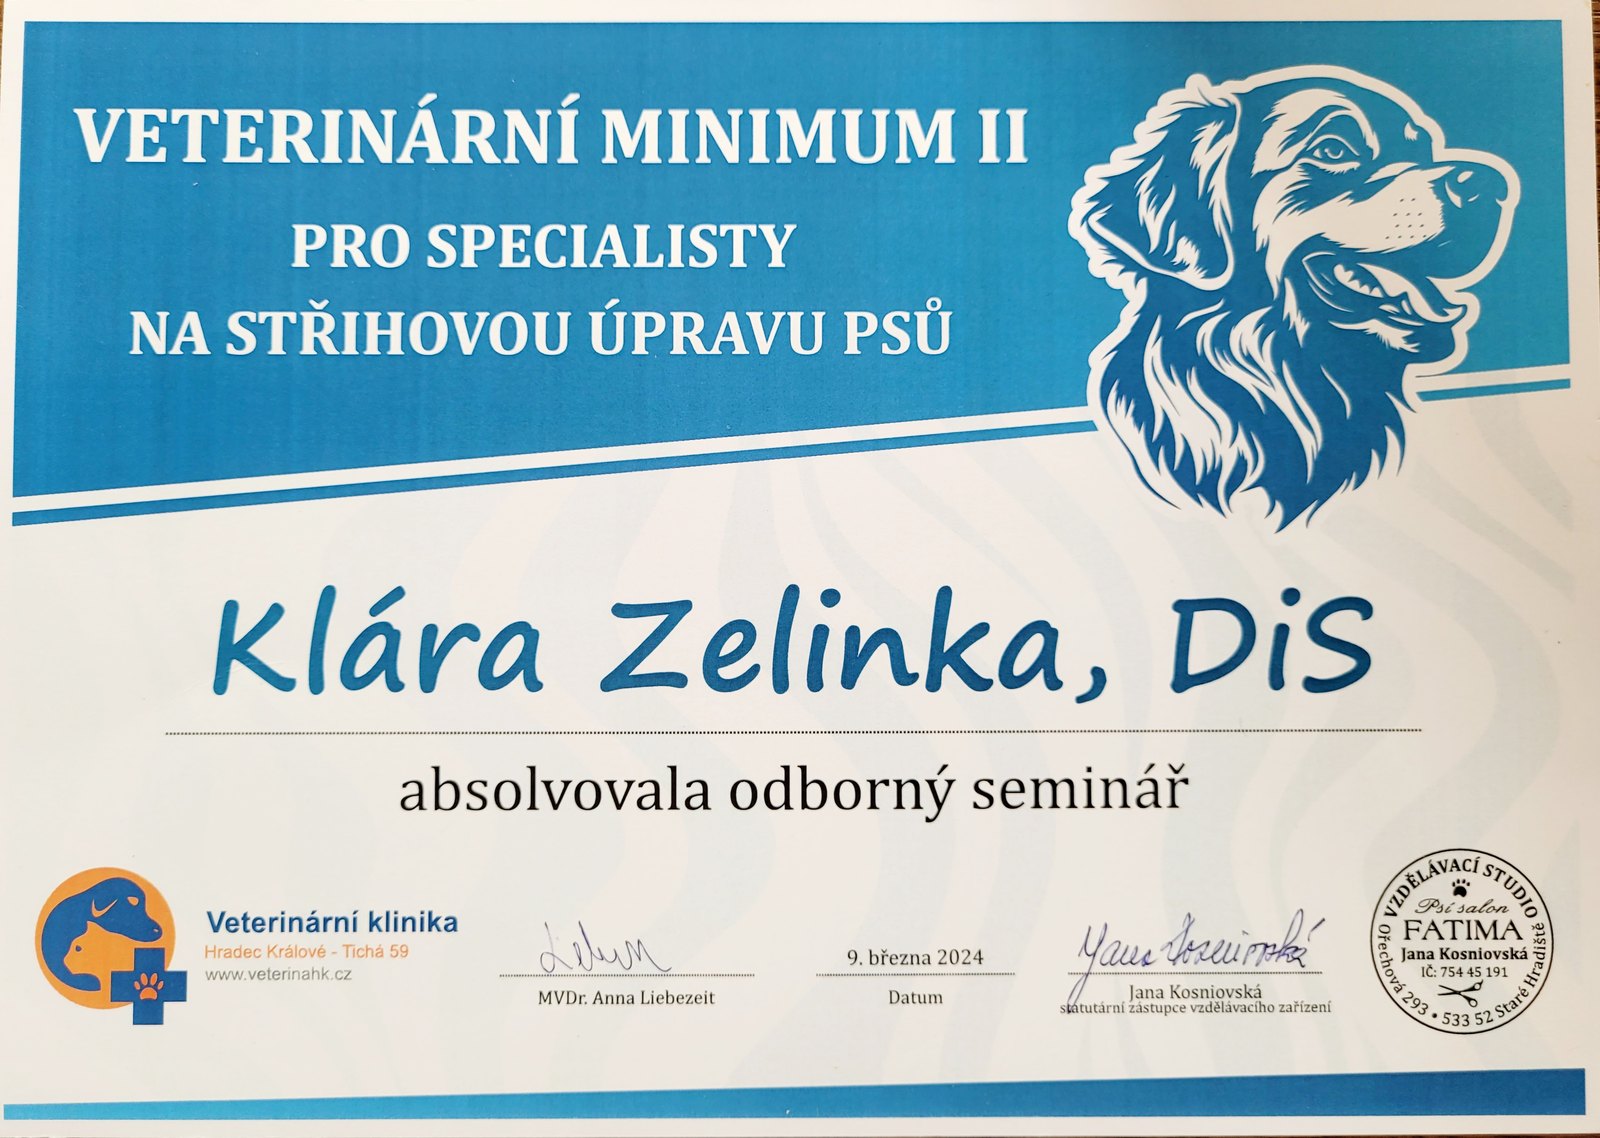 VETERINÁRNÍ MINIMUM II
PRO SPECIALISTY
NA STŘIHOVOU ÚPRAVU PSŮ
Klára Zelinka, DiS
absolvovala odborný seminář
Veterinární klinika
Hradec Králové - Tichá 59
www.veterinahk.cz
MVDr. Anna Liebezeit
9. března 2024
Datum
Jana Kosniovská
Jana Kosniovská
statutární zástupce vzdělávacího zařízení
VZDĚLÁVACÍ STUDIO
Psí salon
FATIMA
Jana Kosniovská
IČ: 754 45 191
Ořechová 293 • 533 52 Staré Hradiště